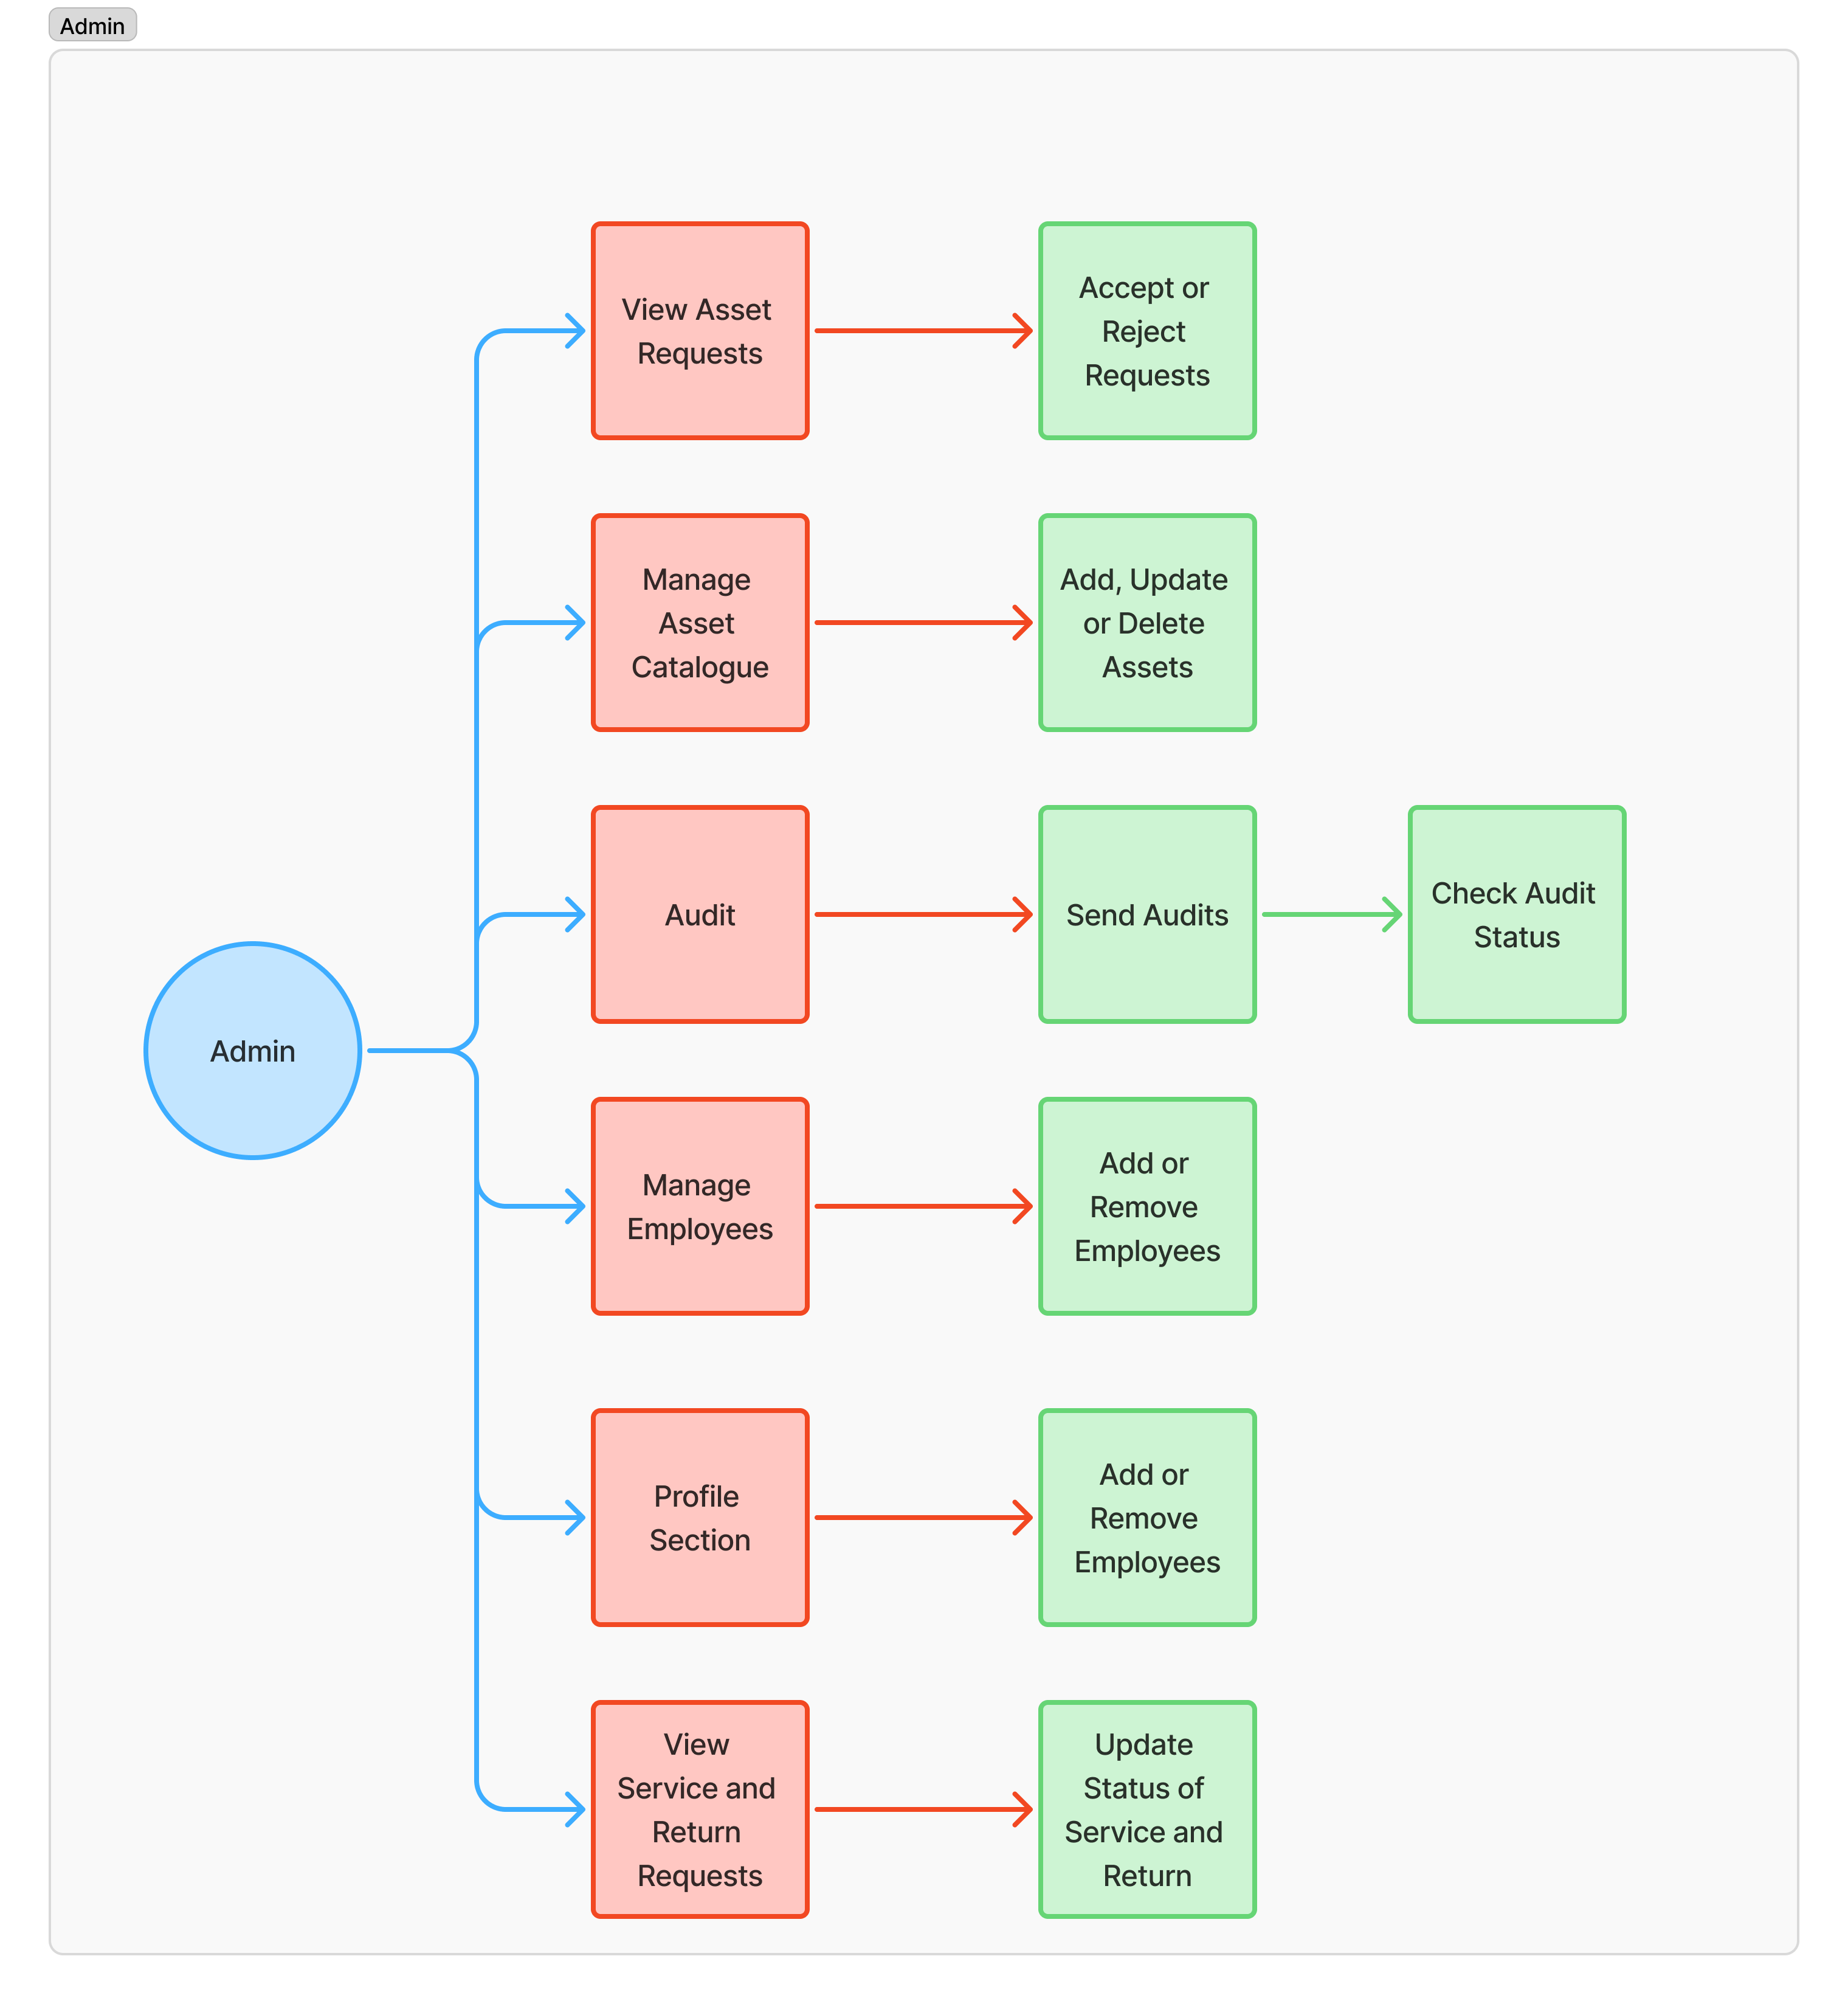 Admin
View Asset
Requests
Accept or
Reject
Requests
Manage
Asset
Catalogue
Add, Update
or Delete
Assets
Audit
Send Audits
Check Audit
Status
Admin
Manage
Employees
Add or
Remove
Employees
Profile
Section
Add or
Remove
Employees
View
Service and
Return
Requests
Update
Status of
Service and
Return